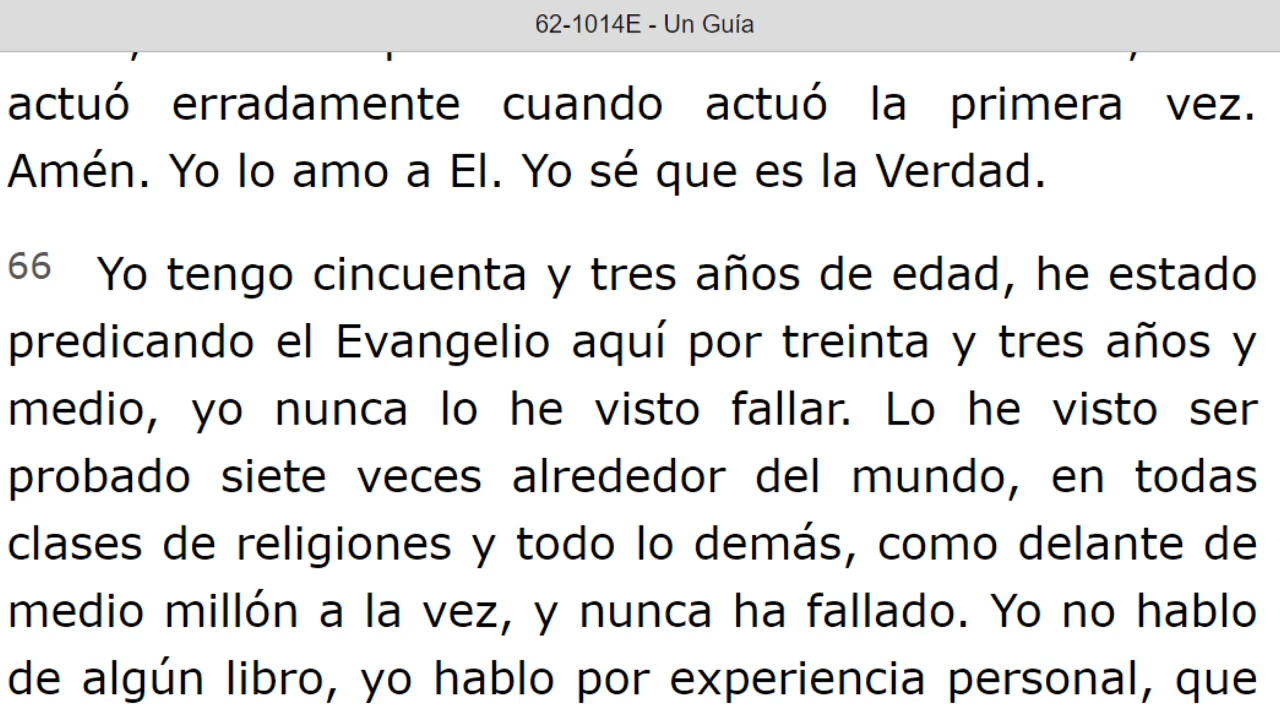 62-1014E - Un Guía
actuó erradamente cuando actuó la primera vez.
Amén. Yo lo amo a El. Yo sé que es la Verdad.
66 Yo tengo cincuenta y tres años de edad, he estado
predicando el Evangelio aquí por treinta y tres años y
medio, yo nunca lo he visto fallar. Lo he visto ser
probado siete veces alrededor del mundo, en todas
clases de religiones y todo lo demás, como delante de
medio millón a la vez, y nunca ha fallado. Yo no hablo
de algún libro, yo hablo por experiencia personal, que